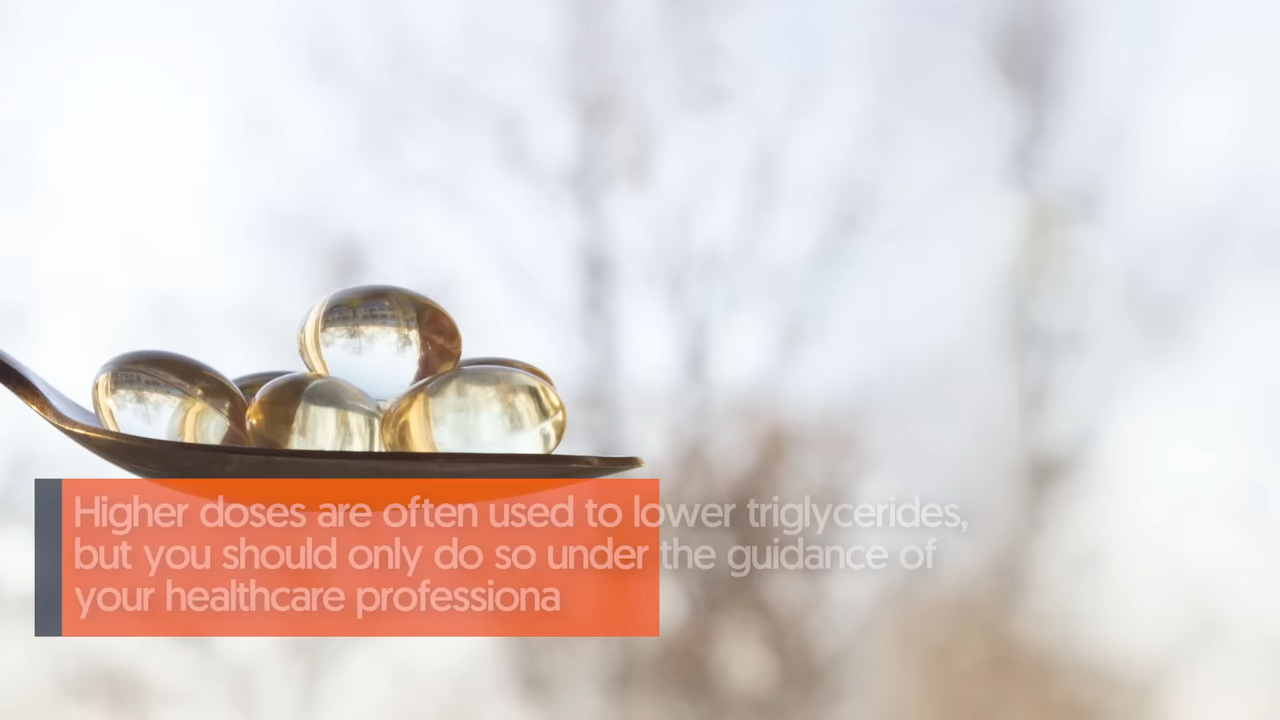 Higher doses are often used to lower triglycerides,
but you should only do so under the guidance of
your healthcare professiona